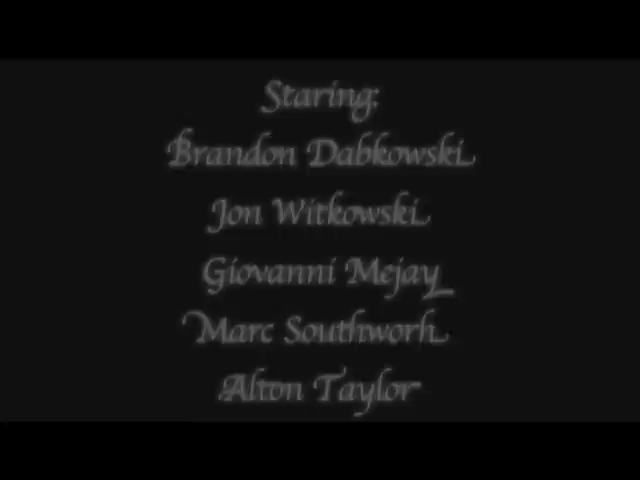 Staring:
Brandon Dabkowski
Jon Witkowski
Giovanni Mejay
Marc Southworh
Alton Taylor